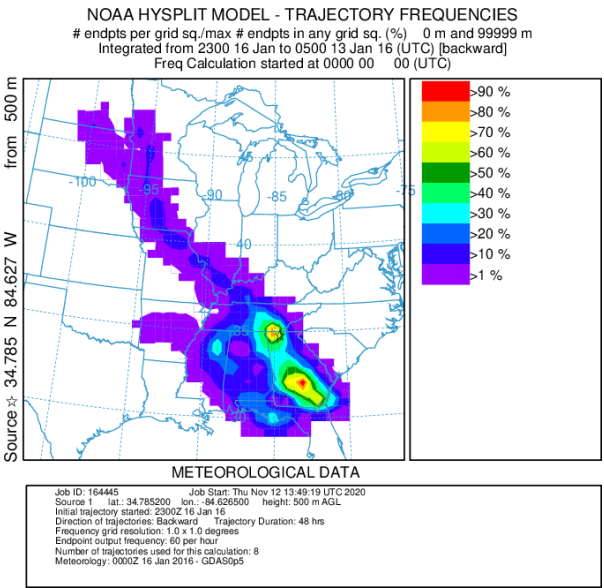 NOAA HYSPLIT MODEL - TRAJECTORY FREQUENCIES
# endpts per grid sq./max # endpts in any grid sq. (%) 0 m and 99999 m
Integrated from 2300 16 Jan to 0500 13 Jan 16 (UTC) [backward]
Freq Calculation started at 0000 00 00 (UTC)
Source ☆ 34.785 N 84.627 W from 500 m
-100
-95
-90
-85
-75
40
35
30
>90 %
>80 %
>70 %
>60 %
>50 %
>40 %
>30 %
>20 %
>10 %
>1 %
METEOROLOGICAL DATA
Job ID: 164445 Job Start: Thu Nov 12 13:49:19 UTC 2020
Source 1 lat.: 34.785200 lon.: -84.626500 height: 500 m AGL
Initial trajectory started: 2300Z 16 Jan 16
Direction of trajectories: Backward Trajectory Duration: 48 hrs
Frequency grid resolution: 1.0 x 1.0 degrees
Endpoint output frequency: 60 per hour
Number of trajectories used for this calculation: 8
Meteorology: 0000Z 16 Jan 2016 - GDAS0p5